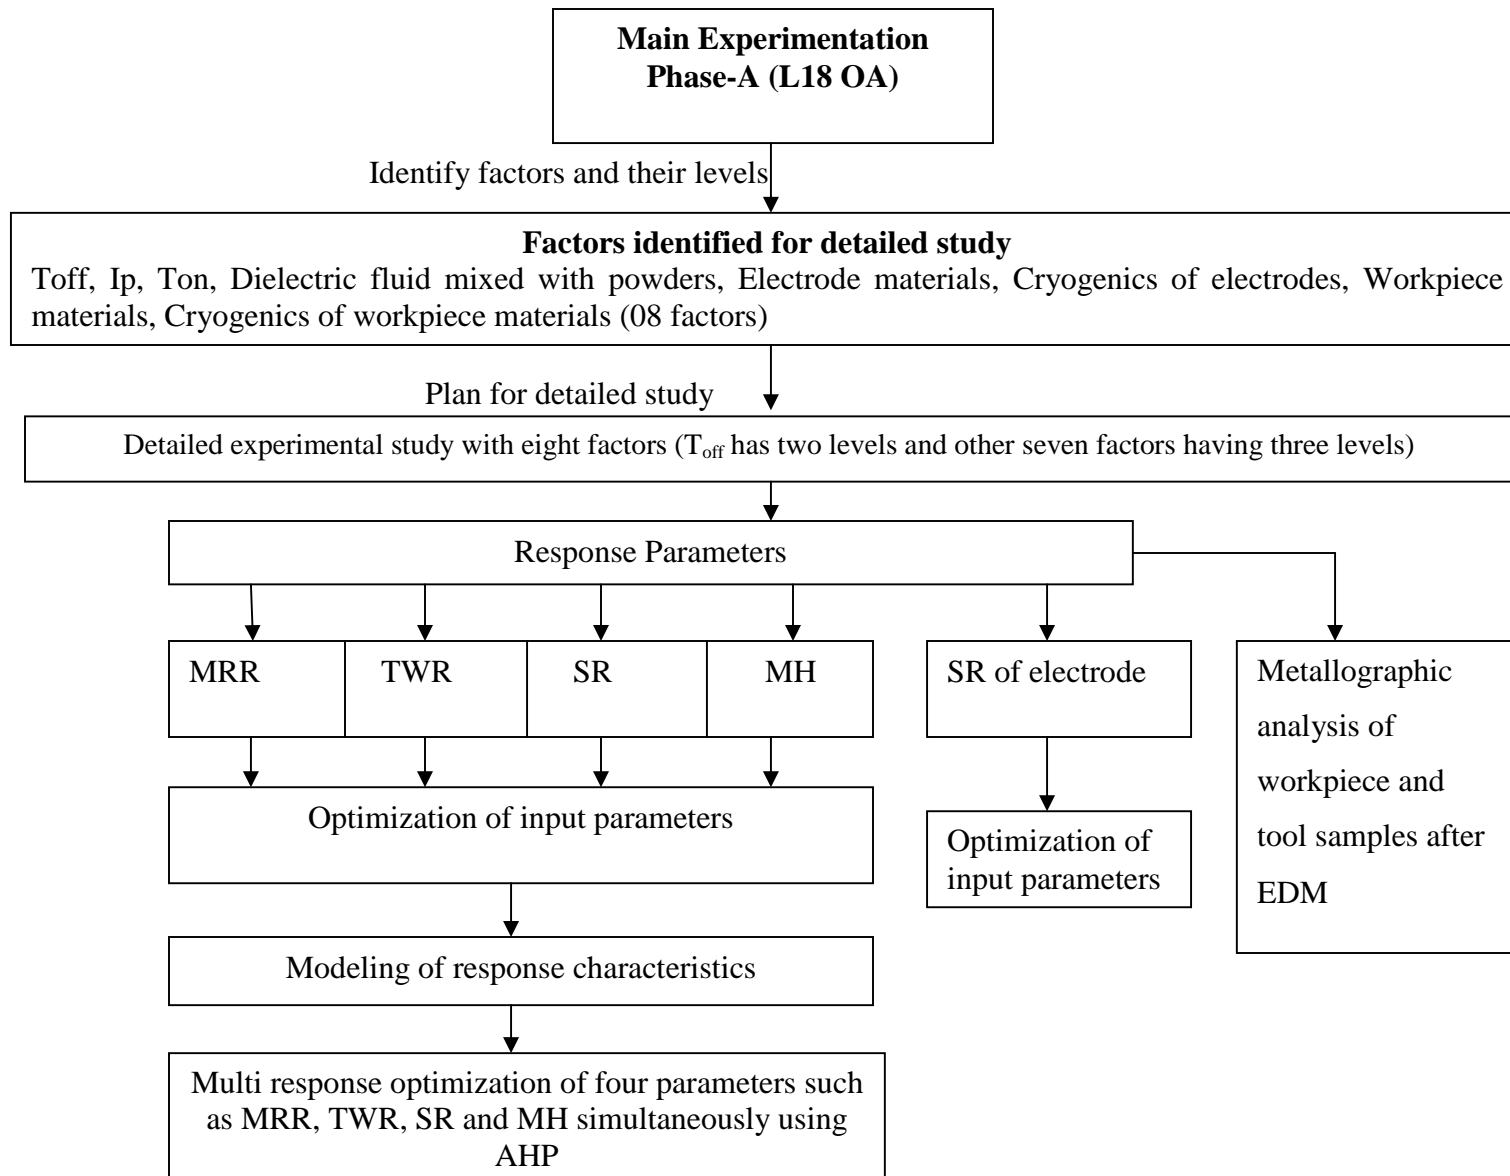 Main Experimentation
Phase-A (L18 OA)
Identify factors and their levels
Factors identified for detailed study
Toff, Ip, Ton, Dielectric fluid mixed with powders, Electrode materials, Cryogenics of electrodes, Workpiece
materials, Cryogenics of workpiece materials (08 factors)
Plan for detailed study
Detailed experimental study with eight factors (Toff has two levels and other seven factors having three levels)
Response Parameters
MRR
TWR
SR
MH
SR of electrode
Metallographic
analysis of
workpiece and
tool samples after
EDM
Optimization of input parameters
Optimization of
input parameters
Modeling of response characteristics
Multi response optimization of four parameters such
as MRR, TWR, SR and MH simultaneously using
AHP